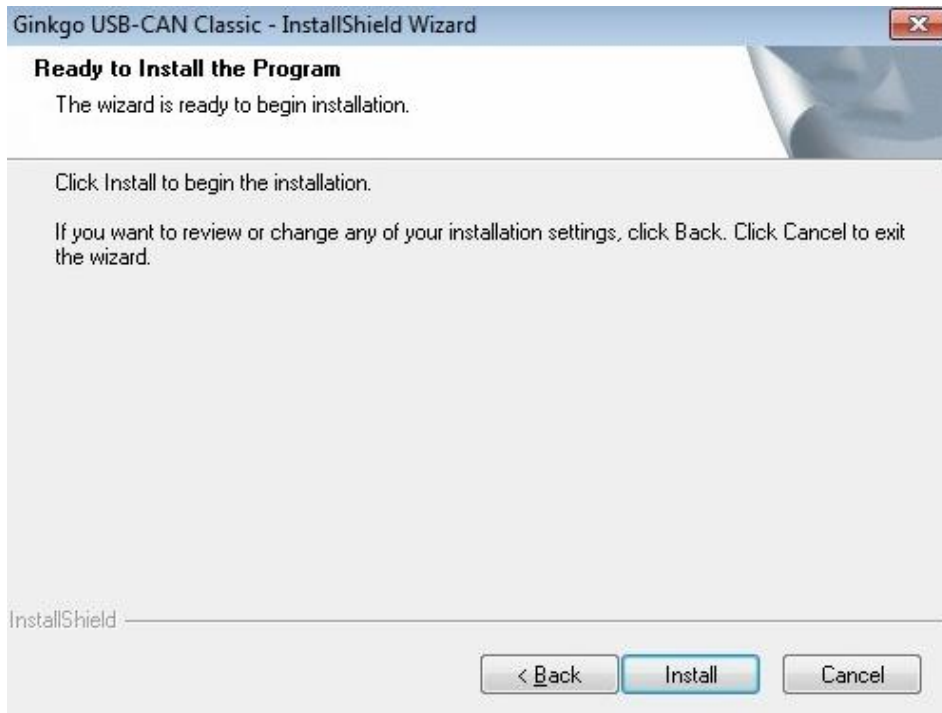 Ginkgo USB-CAN Classic - InstallShield Wizard
Ready to Install the Program
The wizard is ready to begin installation.
Click Install to begin the installation.
If you want to review or change any of your installation settings, click Back. Click Cancel to exit
the wizard.
InstallShield
< Back
Install
Cancel